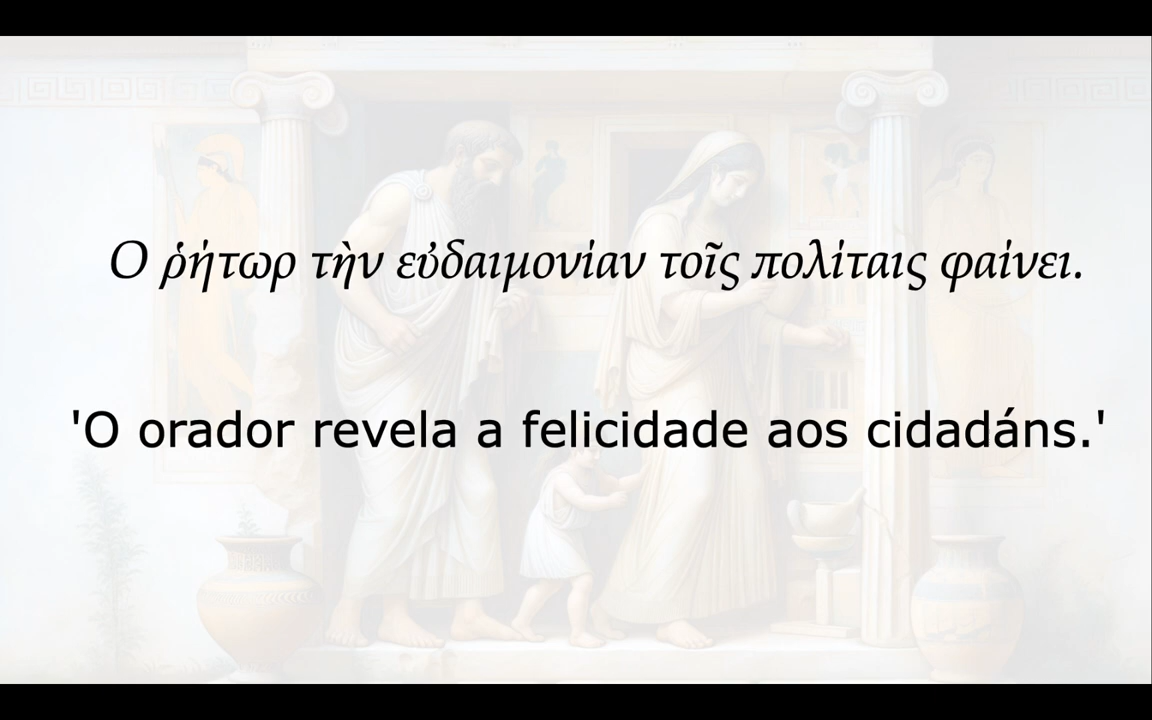 Ο ῥήτωρ τὴν εὐδαιμονίαν τοῖς πολίταις φαίνει.
'O orador revela a felicidade aos cidadáns.'